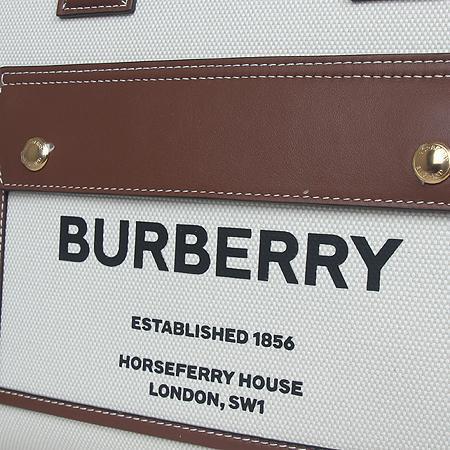 BURBERRY
ESTABLISHED 1856
HORSEFERRY HOUSE
LONDON, SW1